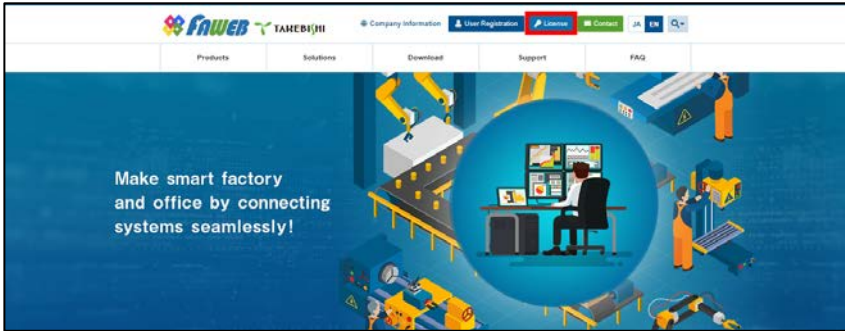 FAWEB TAKEBISHI Company Information User Registration License Contact JA EN
Products Solutions Download Support FAQ
Make smart factory
and office by connecting
systems seamlessly!